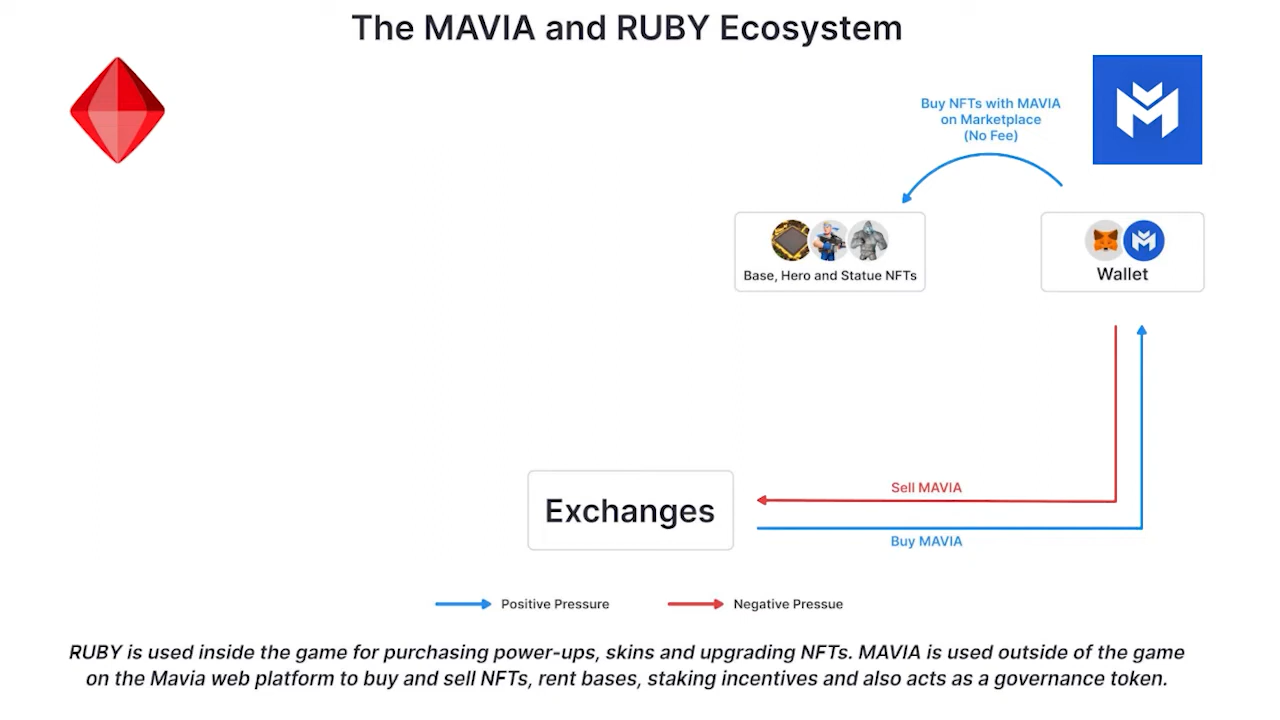 The MAVIA and RUBY Ecosystem
Buy NFTs with MAVIA
on Marketplace
(No Fee)
Base, Hero and Statue NFTs
Wallet
Sell MAVIA
Exchanges
Buy MAVIA
Positive Pressure
Negative Pressue
RUBY is used inside the game for purchasing power-ups, skins and upgrading NFTs. MAVIA is used outside of the game
on the Mavia web platform to buy and sell NFTs, rent bases, staking incentives and also acts as a governance token.